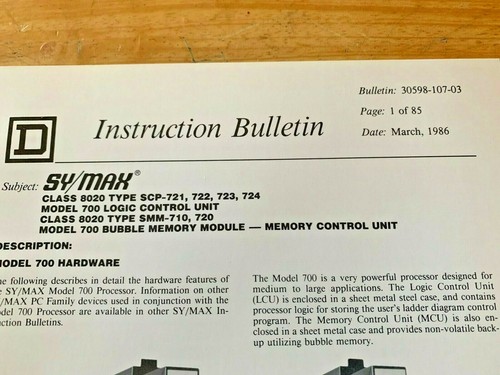 Bulletin: 30598-107-03
Page: 1 of 85
Date: March, 1986
D
Instruction Bulletin
Subject: SY/MAX®
CLASS 8020 TYPE SCP-721, 722, 723, 724
MODEL 700 LOGIC CONTROL UNIT
CLASS 8020 TYPE SMM-710, 720
MODEL 700 BUBBLE MEMORY MODULE — MEMORY CONTROL UNIT
DESCRIPTION:
MODEL 700 HARDWARE
following describes in detail the hardware features of
SY/MAX Model 700 Processor. Information on other
SY/MAX PC Family devices used in conjunction with the
Model 700 Processor are available in other SY/MAX In-
struction Bulletins.
The Model 700 is a very powerful processor designed for
medium to large applications. The Logic Control Unit
(LCU) is enclosed in a sheet metal steel case, and contains
processor logic for storing the user's ladder diagram control
program. The Memory Control Unit (MCU) is also en-
closed in a sheet metal case and provides non-volatile back-
up utilizing bubble memory.